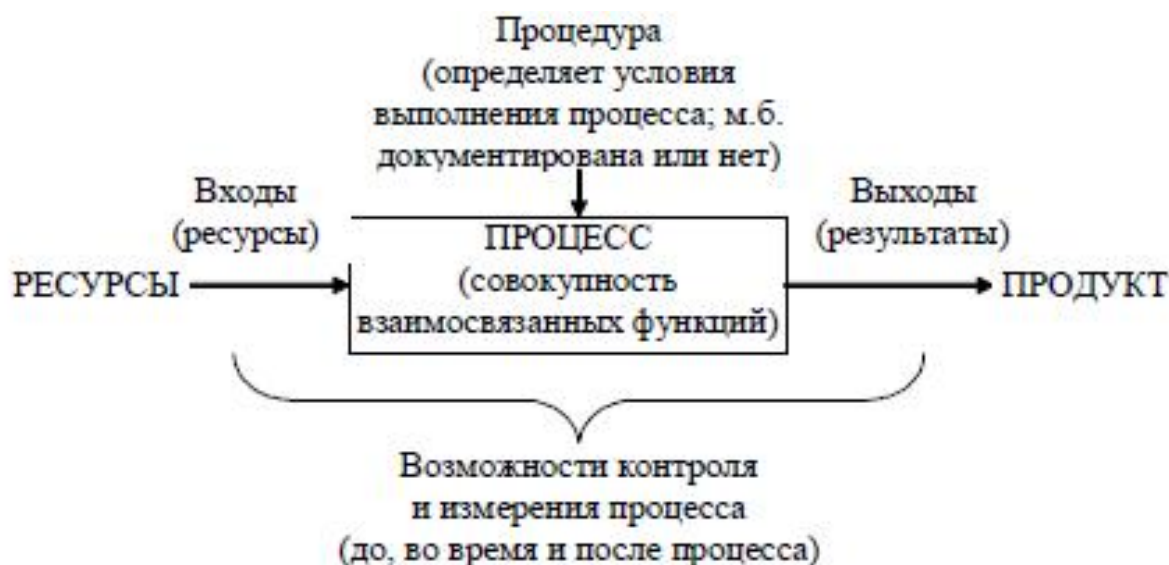 Процедура
(определяет условия
выполнения процесса; м.б.
документирована или нет)
Входы
(ресурсы)
Выходы
(результаты)
РЕСУРСЫ
ПРОЦЕСС
(совокупность
взаимосвязанных функций)
ПРОДУКТ
Возможности контроля
и измерения процесса
(до, во время и после процесса)